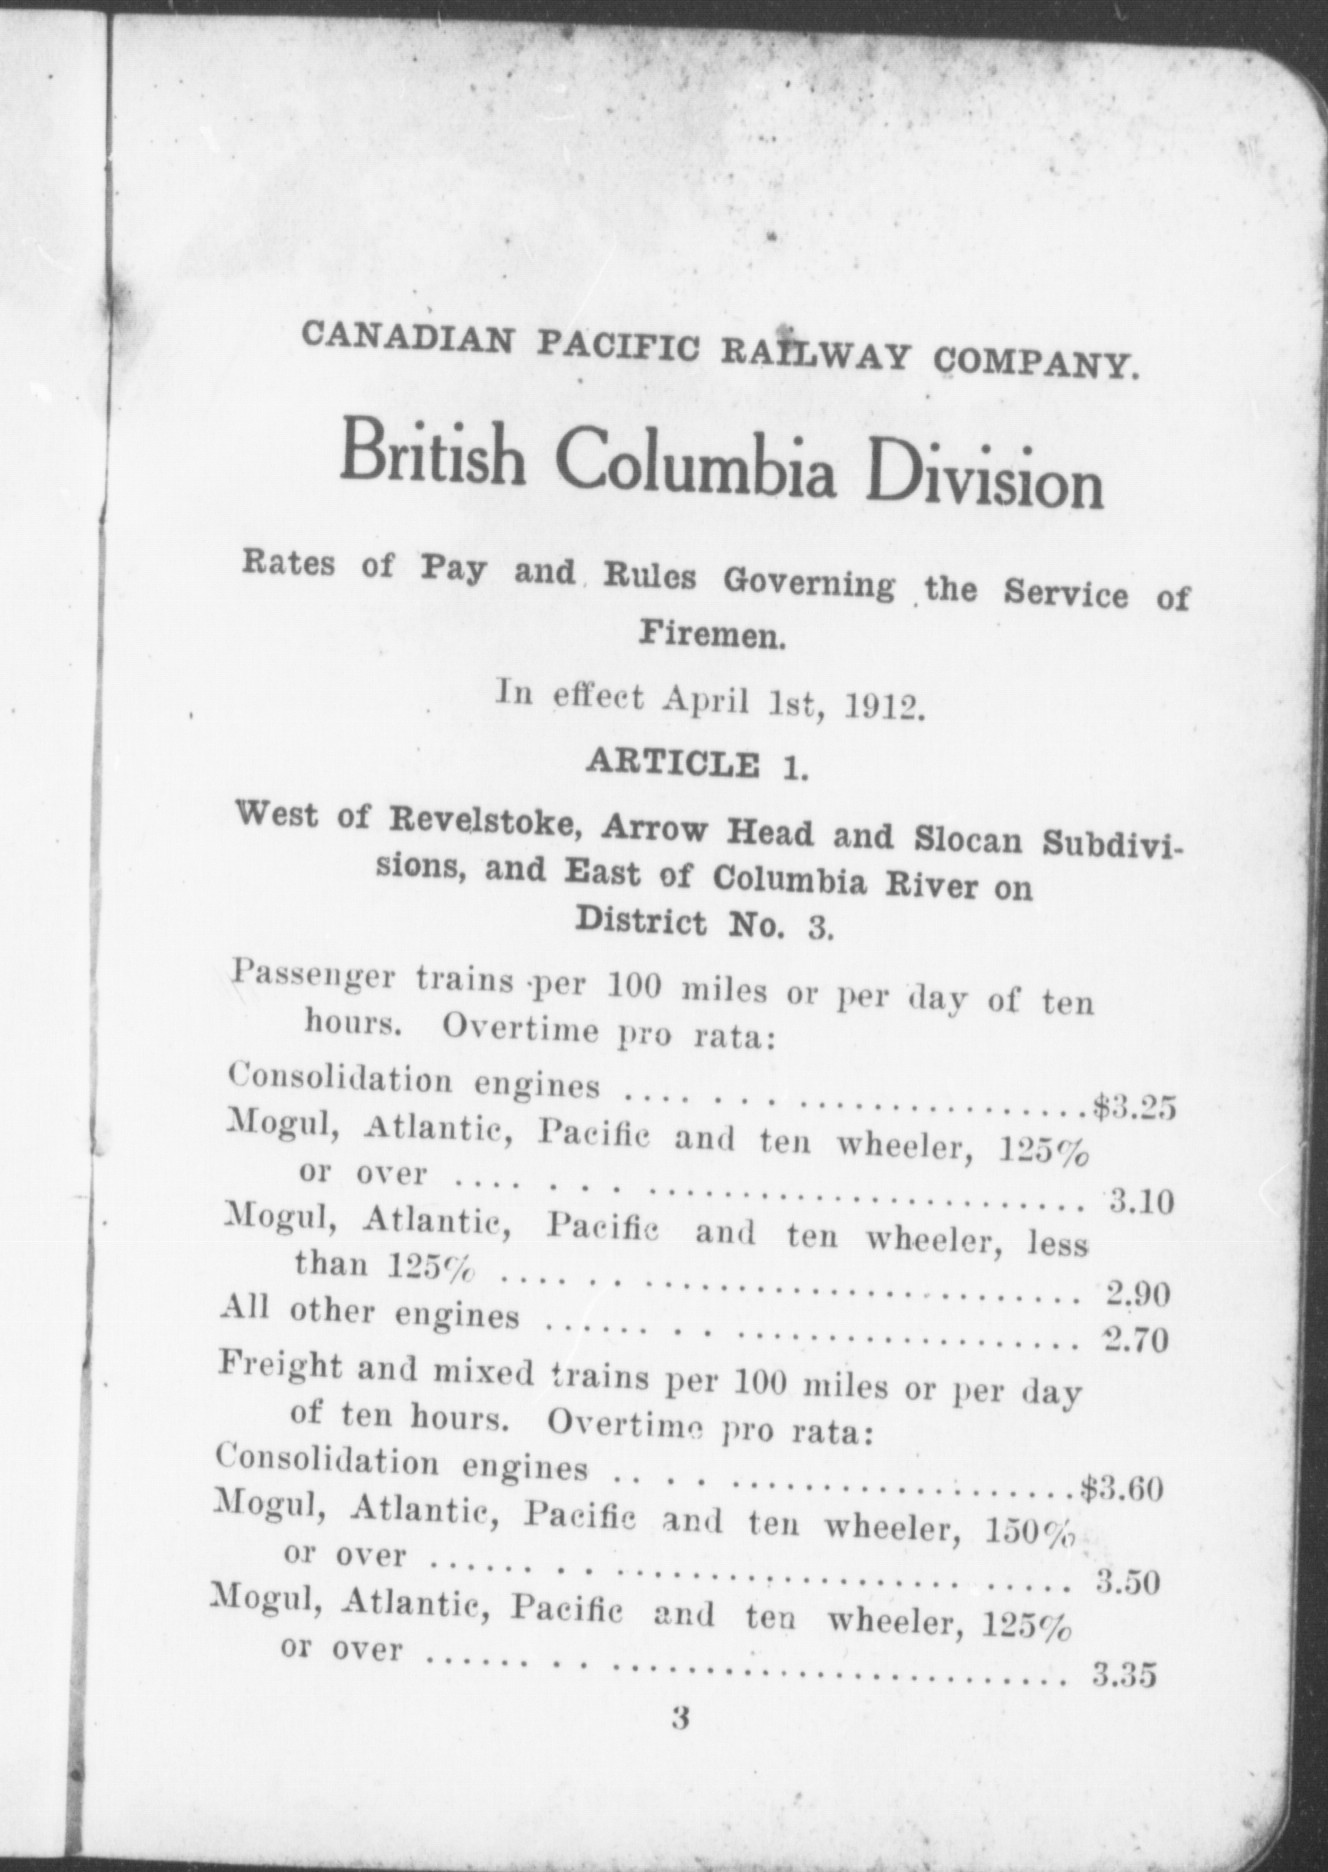 CANADIAN PACIFIC RAILWAY COMPANY.
British Columbia Division
Rates of Pay and Rules Governing the Service of
Firemen.
In effect April 1st, 1912.
ARTICLE 1.
West of Revelstoke, Arrow Head and Slocan Subdivi-
sions, and East of Columbia River on
District No. 3.
Passenger trains per 100 miles or per day of ten
hours. Overtime pro rata:
Consolidation engines .... . . . ................$3.25
Mogul, Atlantic, Pacific and ten wheeler, 125%
or over .... . . . ........................ 3.10
Mogul, Atlantic, Pacific and ten wheeler, less
than 125% .... . . ........................ 2.90
All other engines ...... . . ................... 2.70
Freight and mixed trains per 100 miles or per day
of ten hours. Overtime pro rata:
Consolidation engines .. . . ...................$3.60
Mogul, Atlantic, Pacific and ten wheeler, 150%
or over ...... . . ......................... 3.50
Mogul, Atlantic, Pacific and ten wheeler, 125%
or over ...... . . ......................... 3.35
3